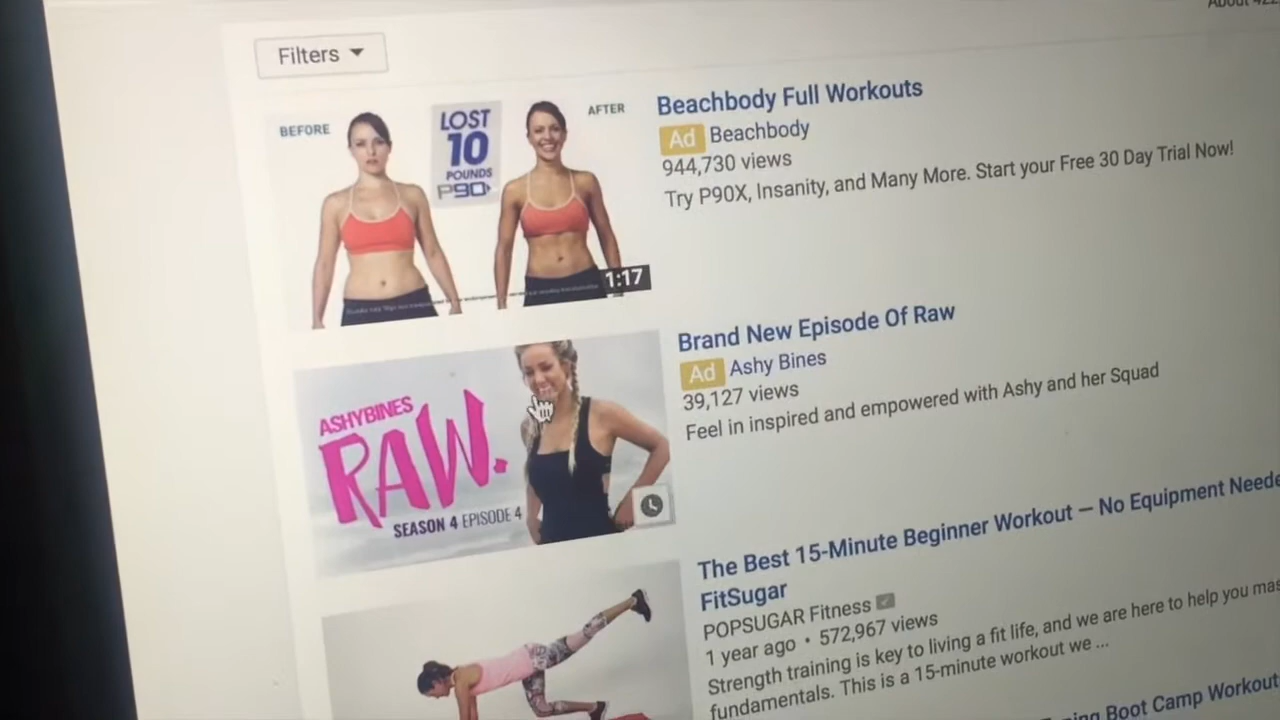 About
Filters
BEFORE
LOST
10
POUNDS
P90
AFTER
1:17
Beachbody Full Workouts
Ad Beachbody
944,730 views
Try P90X, Insanity, and Many More. Start your Free 30 Day Trial Now!
ASHYBINES
RAW.
SEASON 4 EPISODE 4
Brand New Episode Of Raw
Ad Ashy Bines
39,127 views
Feel in inspired and empowered with Ashy and her Squad
The Best 15-Minute Beginner Workout – No Equipment Neede
FitSugar
POPSUGAR Fitness
1 year ago • 572,967 views
Strength training is key to living a fit life, and we are here to help you mas
fundamentals. This is a 15-minute workout we ...
Boot Camp Workout